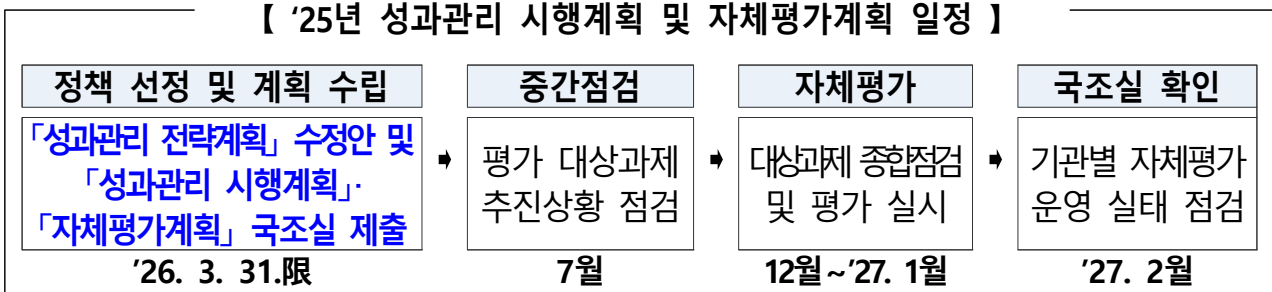 【 ‘25년 성과관리 시행계획 및 자체평가계획 일정 】
정책 선정 및 계획 수립
「성과관리 전략계획」 수정안 및
「성과관리 시행계획」·
「자체평가계획」 국조실 제출
’26. 3. 31.限
➧
중간점검
평가 대상과제
추진상황 점검
7월
➧
자체평가
대상과제 종합점검
및 평가 실시
12월~’27. 1월
➧
국조실 확인
기관별 자체평가
운영 실태 점검
’27. 2월